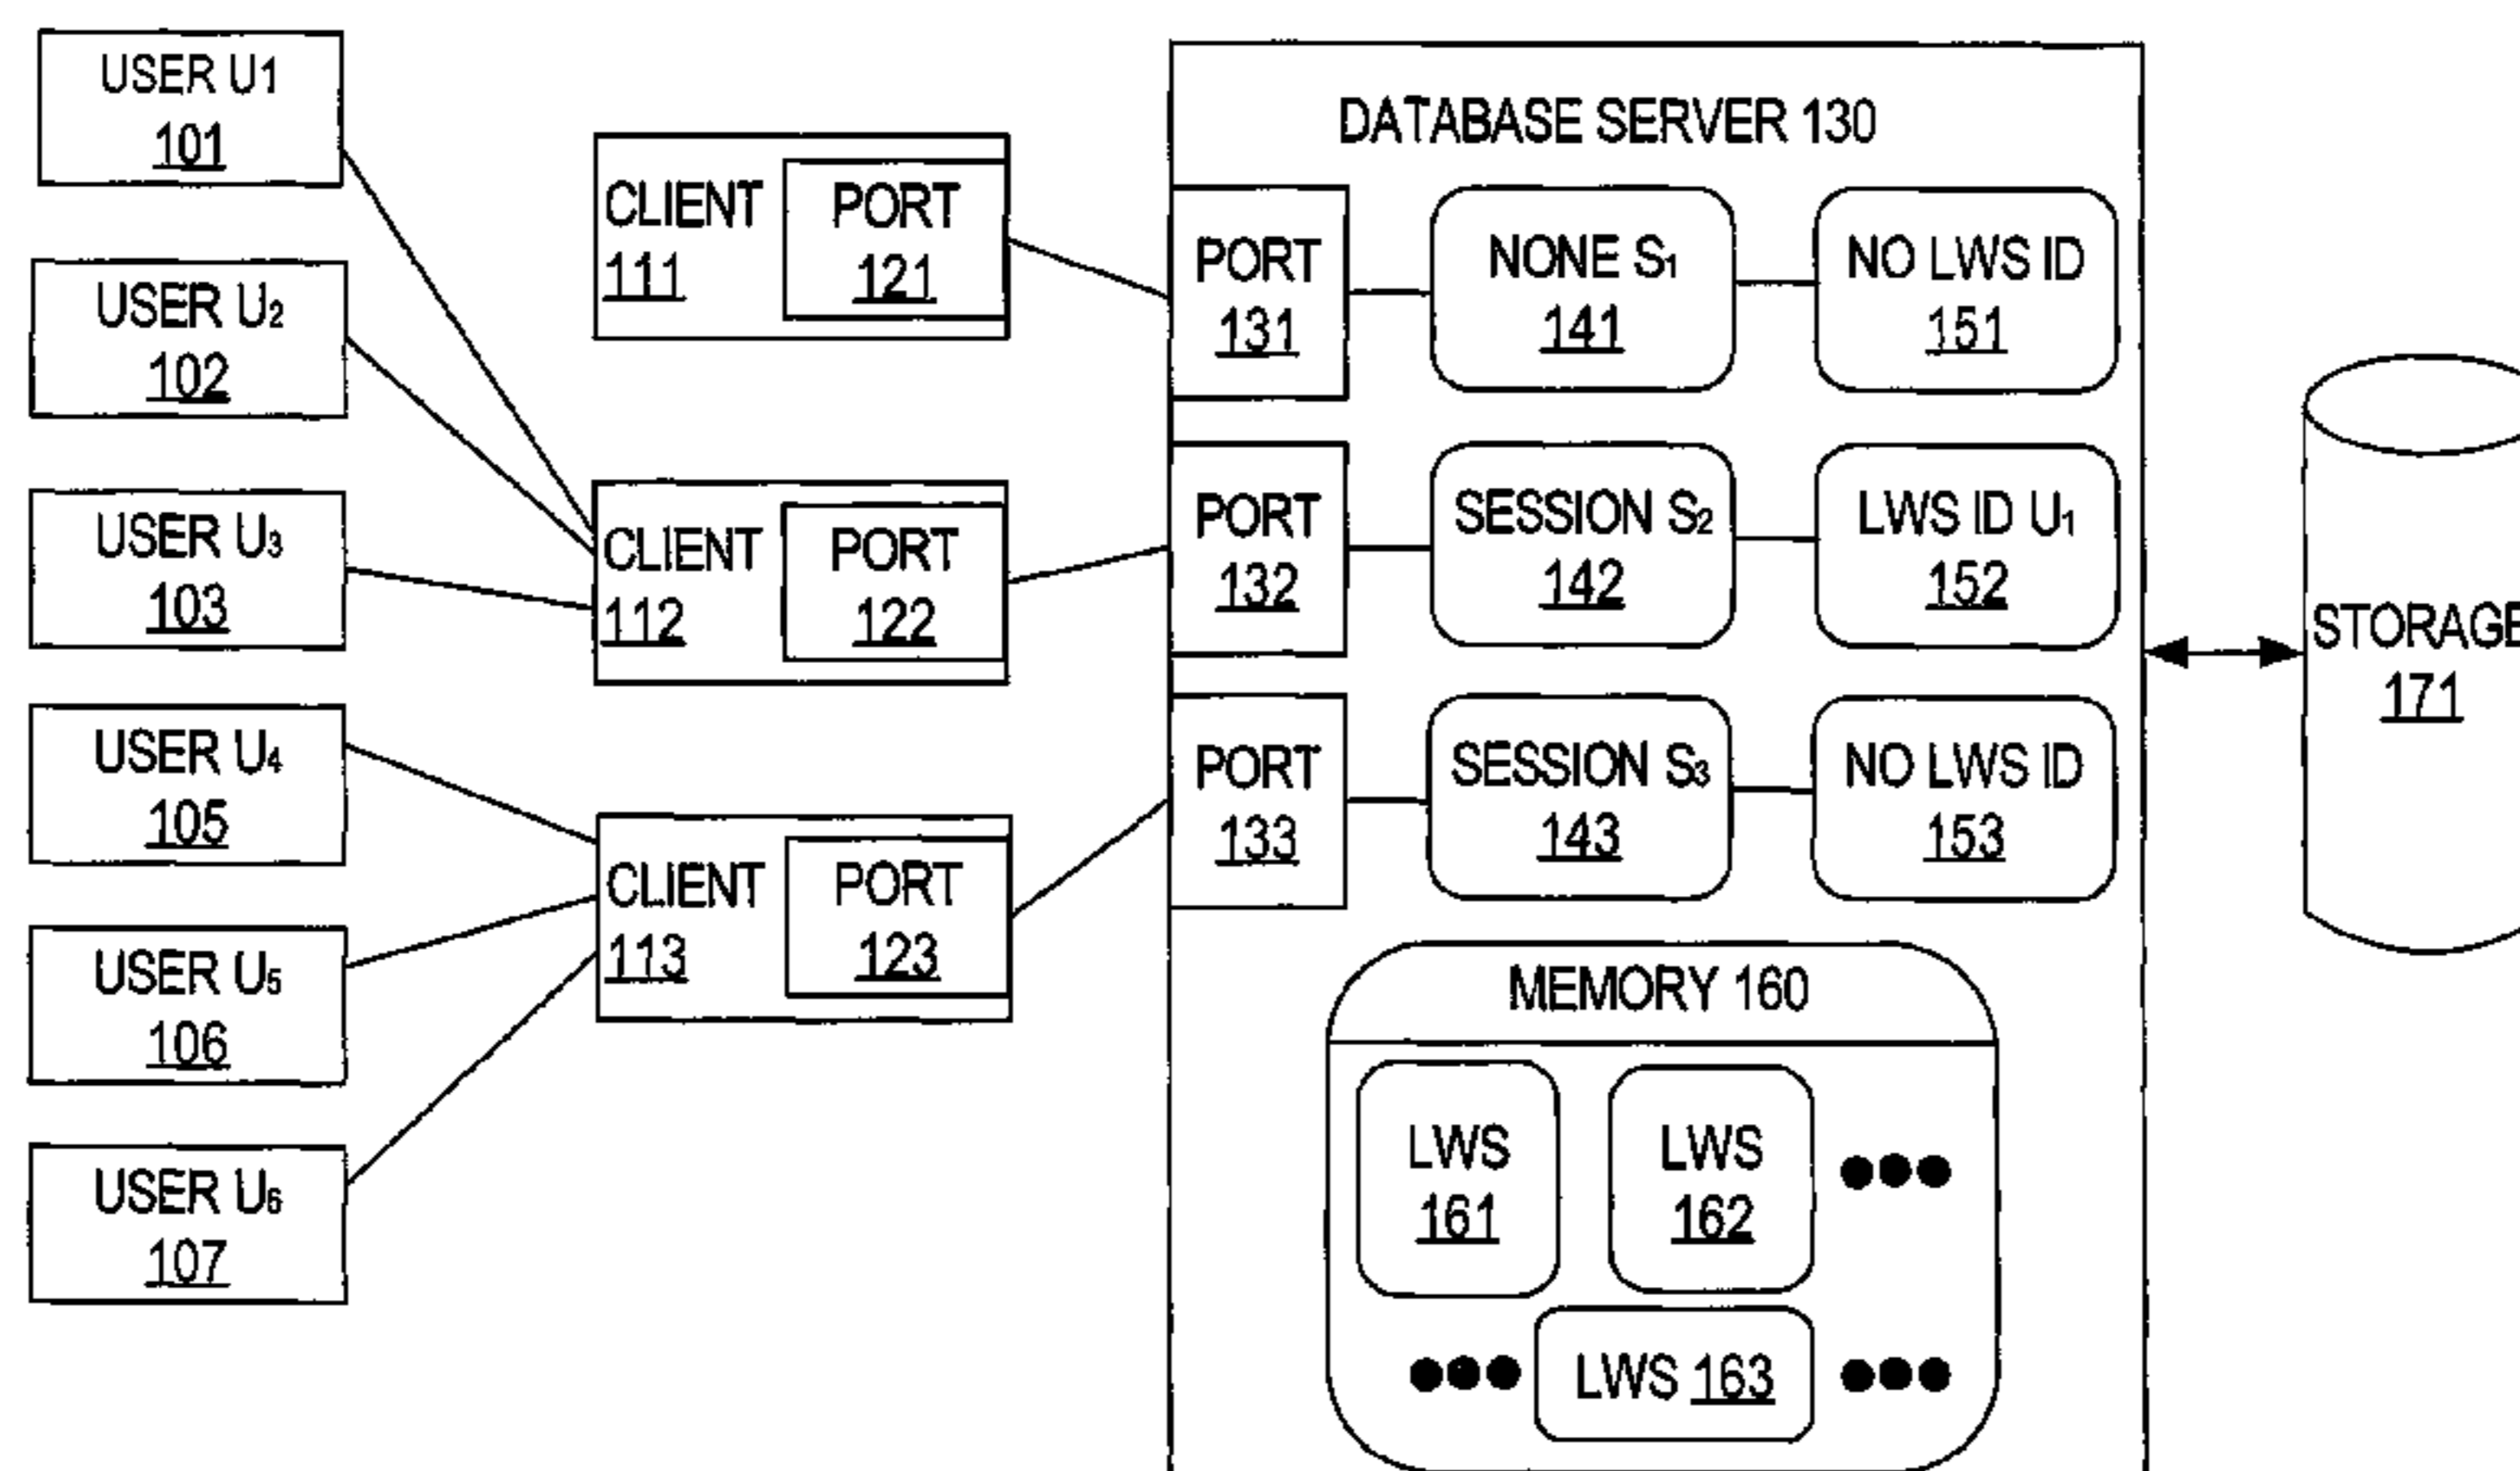 USER U1
101
USER U2
102
USER U3
103
USER U4
105
USER U5
106
USER U6
107
CLIENT
111
PORT
121
CLIENT
112
PORT
122
CLIENT
113
PORT
123
DATABASE SERVER 130
PORT
131
NONE S1
141
NO LWS ID
151
PORT
132
SESSION S2
142
LWS ID U1
152
PORT
133
SESSION S3
143
NO LWS ID
153
MEMORY 160
LWS
161
LWS
162
LWS 163
STORAGE
171